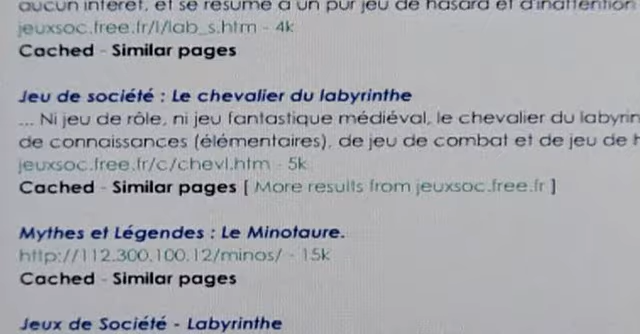 aucun intérêt, et se résume à un pur jeu de hasard et d'inattention
jeuxsoc.free.fr/l/lab_s.htm - 4k
Cached - Similar pages
Jeu de société : Le chevalier du labyrinthe
... Ni jeu de rôle, ni jeu fantastique médiéval, le chevalier du labyrin
de connaissances (élémentaires), de jeu de combat et de jeu de h
jeuxsoc.free.fr/c/chevl.htm - 5k
Cached - Similar pages [ More results from jeuxsoc.free.fr ]
Mythes et Légendes : Le Minotaure.
http://112.300.100.12/minos/ - 15k
Cached - Similar pages
Jeux de Société - Labyrinthe